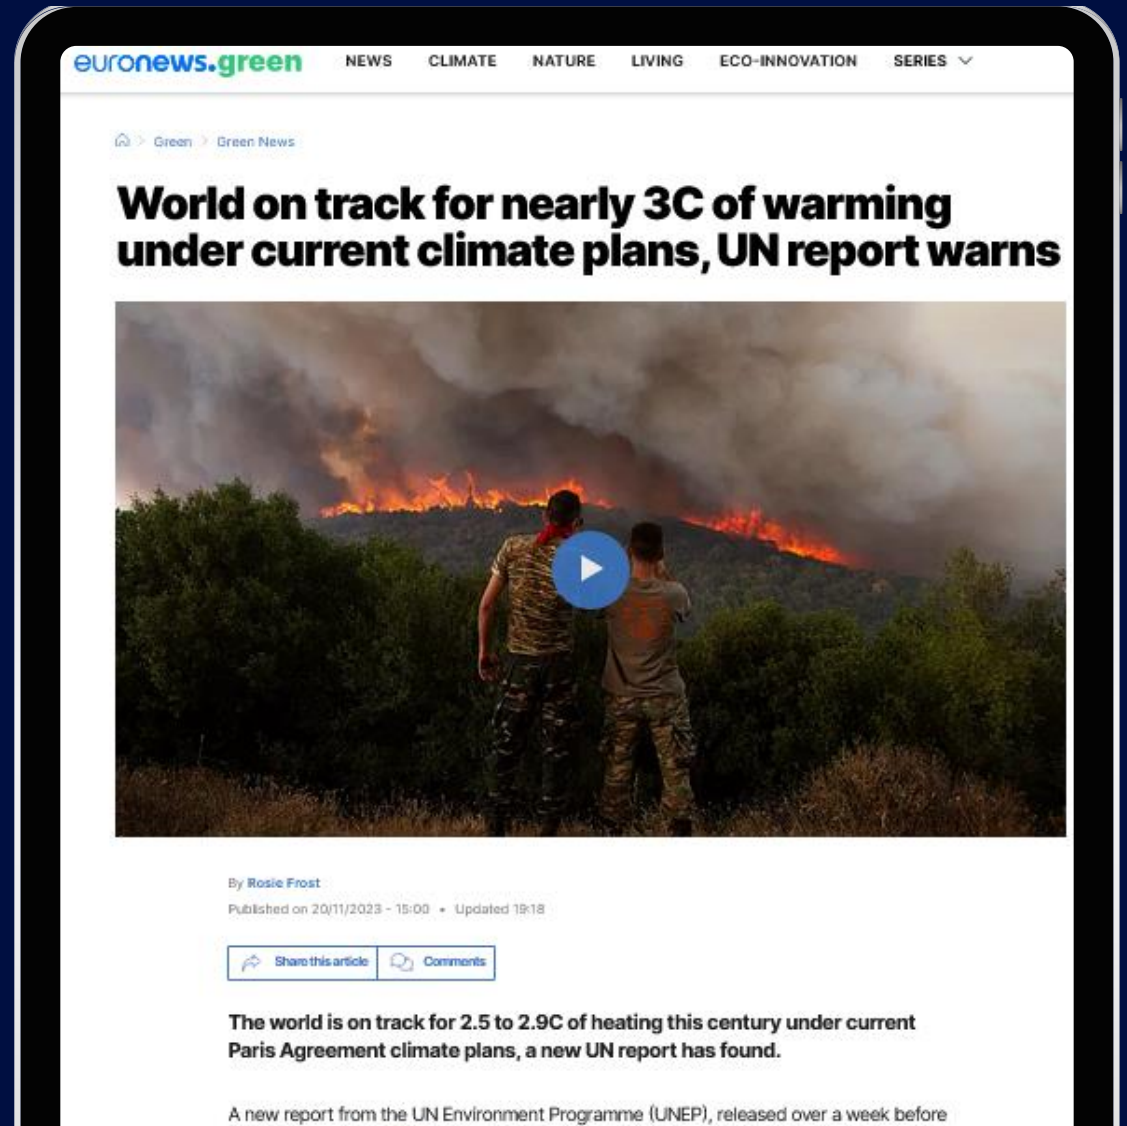 euronews.green NEWS CLIMATE NATURE LIVING ECO-INNOVATION SERIES
Green Green News
World on track for nearly 3C of warming
under current climate plans, UN report warns
By Rosie Frost
Published on 20/11/2023 - 15:00 • Updated 19:18
Share this article Comments
The world is on track for 2.5 to 2.9C of heating this century under current
Paris Agreement climate plans, a new UN report has found.
A new report from the UN Environment Programme (UNEP), released over a week before